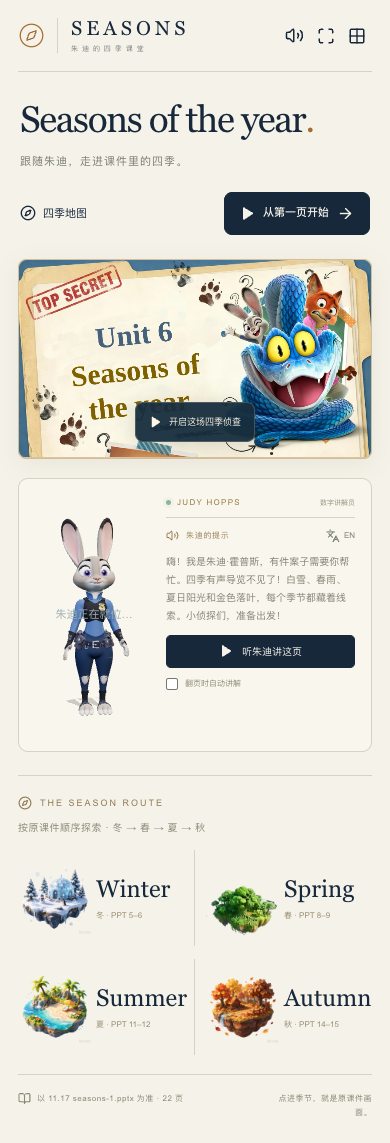 SEASONS
朱迪的四季课堂
Seasons of the year.
跟随朱迪，走进课件里的四季。
四季地图
从第一页开始
TOP SECRET
Unit 6
Seasons of
the year
开启这场四季侦查
JUDY HOPPS
数字讲解员
朱迪的提示
EN
嗨！我是朱迪·霍普斯，有件案子需要你帮
忙。四季有声导览不见了！白雪、春雨、
夏日阳光和金色落叶，每个季节都藏着线
索。小侦探们，准备出发！
听朱迪讲这页
翻页时自动讲解
THE SEASON ROUTE
按原课件顺序探索 · 冬 → 春 → 夏 → 秋
Winter
冬 · PPT 5–6
Spring
春 · PPT 8–9
Summer
夏 · PPT 11–12
Autumn
秋 · PPT 14–15
以 11.17 seasons-1.pptx 为准 · 22 页
点进季节，就是原课件画
面。